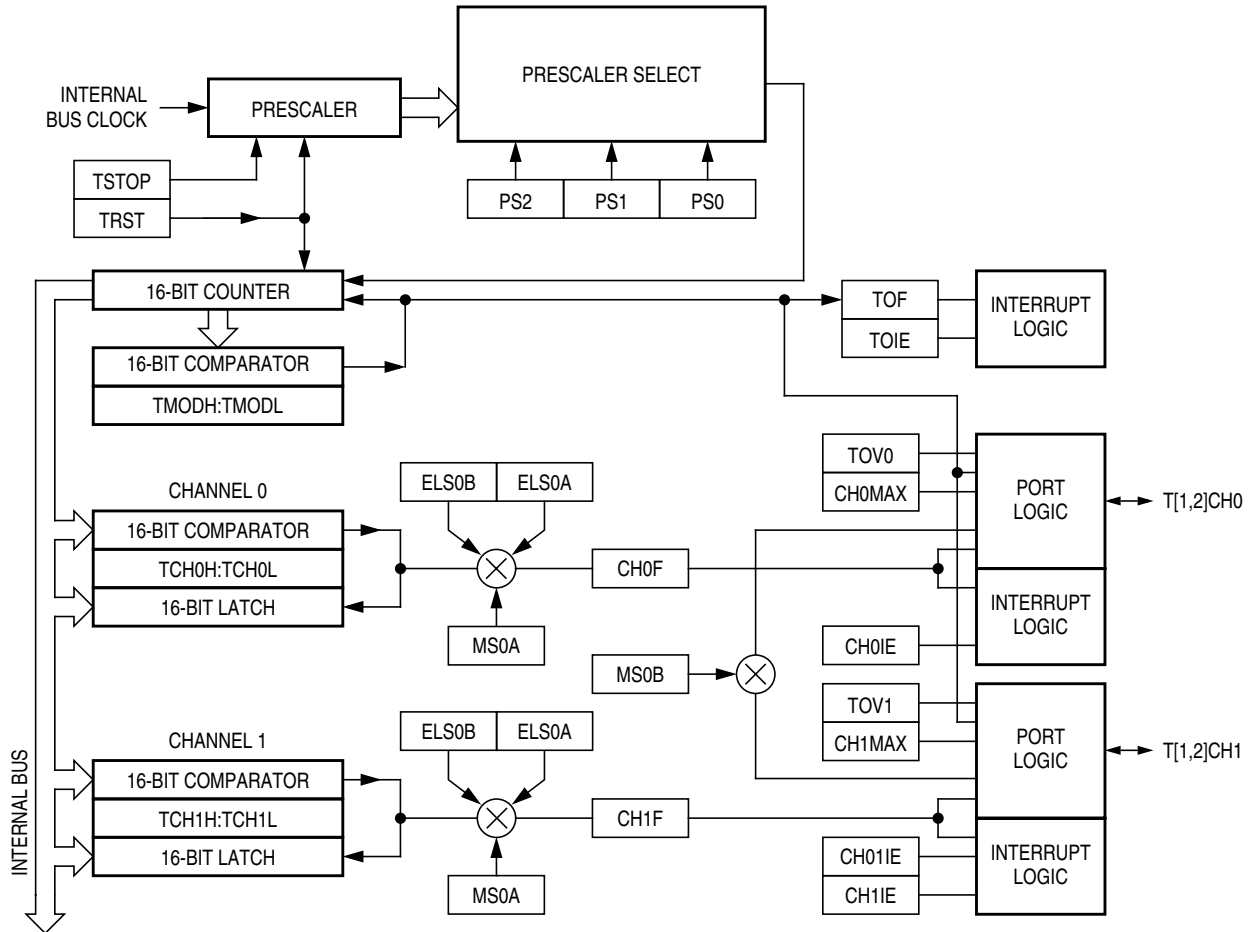 PRESCALER SELECT
INTERNAL
BUS CLOCK
PRESCALER
TSTOP
TRST
PS2
PS1
PS0
16-BIT COUNTER
TOF
TOIE
INTERRUPT
LOGIC
16-BIT COMPARATOR
TMODH:TMODL
CHANNEL 0
16-BIT COMPARATOR
TCH0H:TCH0L
16-BIT LATCH
ELS0B
ELS0A
MS0A
CH0F
TOV0
CH0MAX
PORT
LOGIC
T[1,2]CH0
INTERRUPT
LOGIC
CH0IE
MS0B
CHANNEL 1
16-BIT COMPARATOR
TCH1H:TCH1L
16-BIT LATCH
ELS0B
ELS0A
MS0A
CH1F
TOV1
CH1MAX
PORT
LOGIC
T[1,2]CH1
INTERRUPT
LOGIC
CH01IE
CH1IE
INTERNAL BUS